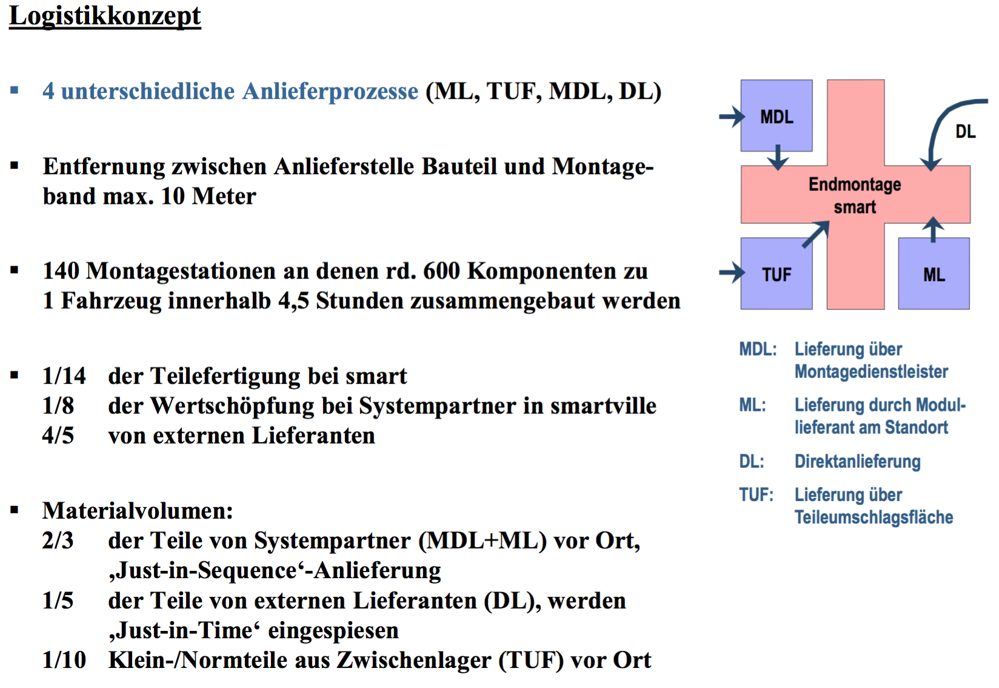 Logistikkonzept
▪ 4 unterschiedliche Anlieferprozesse (ML, TUF, MDL, DL)
▪ Entfernung zwischen Anlieferstelle Bauteil und Montage-
band max. 10 Meter
▪ 140 Montagestationen an denen rd. 600 Komponenten zu
1 Fahrzeug innerhalb 4,5 Stunden zusammengebaut werden
▪ 1/14 der Teilefertigung bei smart
1/8 der Wertschöpfung bei Systempartner in smartville
4/5 von externen Lieferanten
▪ Materialvolumen:
2/3 der Teile von Systempartner (MDL+ML) vor Ort,
‚Just-in-Sequence‘-Anlieferung
1/5 der Teile von externen Lieferanten (DL), werden
‚Just-in-Time‘ eingespiesen
1/10 Klein-/Normteile aus Zwischenlager (TUF) vor Ort
MDL
DL
Endmontage
smart
TUF
ML
MDL: Lieferung über
Montagedienstleister
ML: Lieferung durch Modul-
lieferant am Standort
DL: Direktanlieferung
TUF: Lieferung über
Teileumschlagsfläche